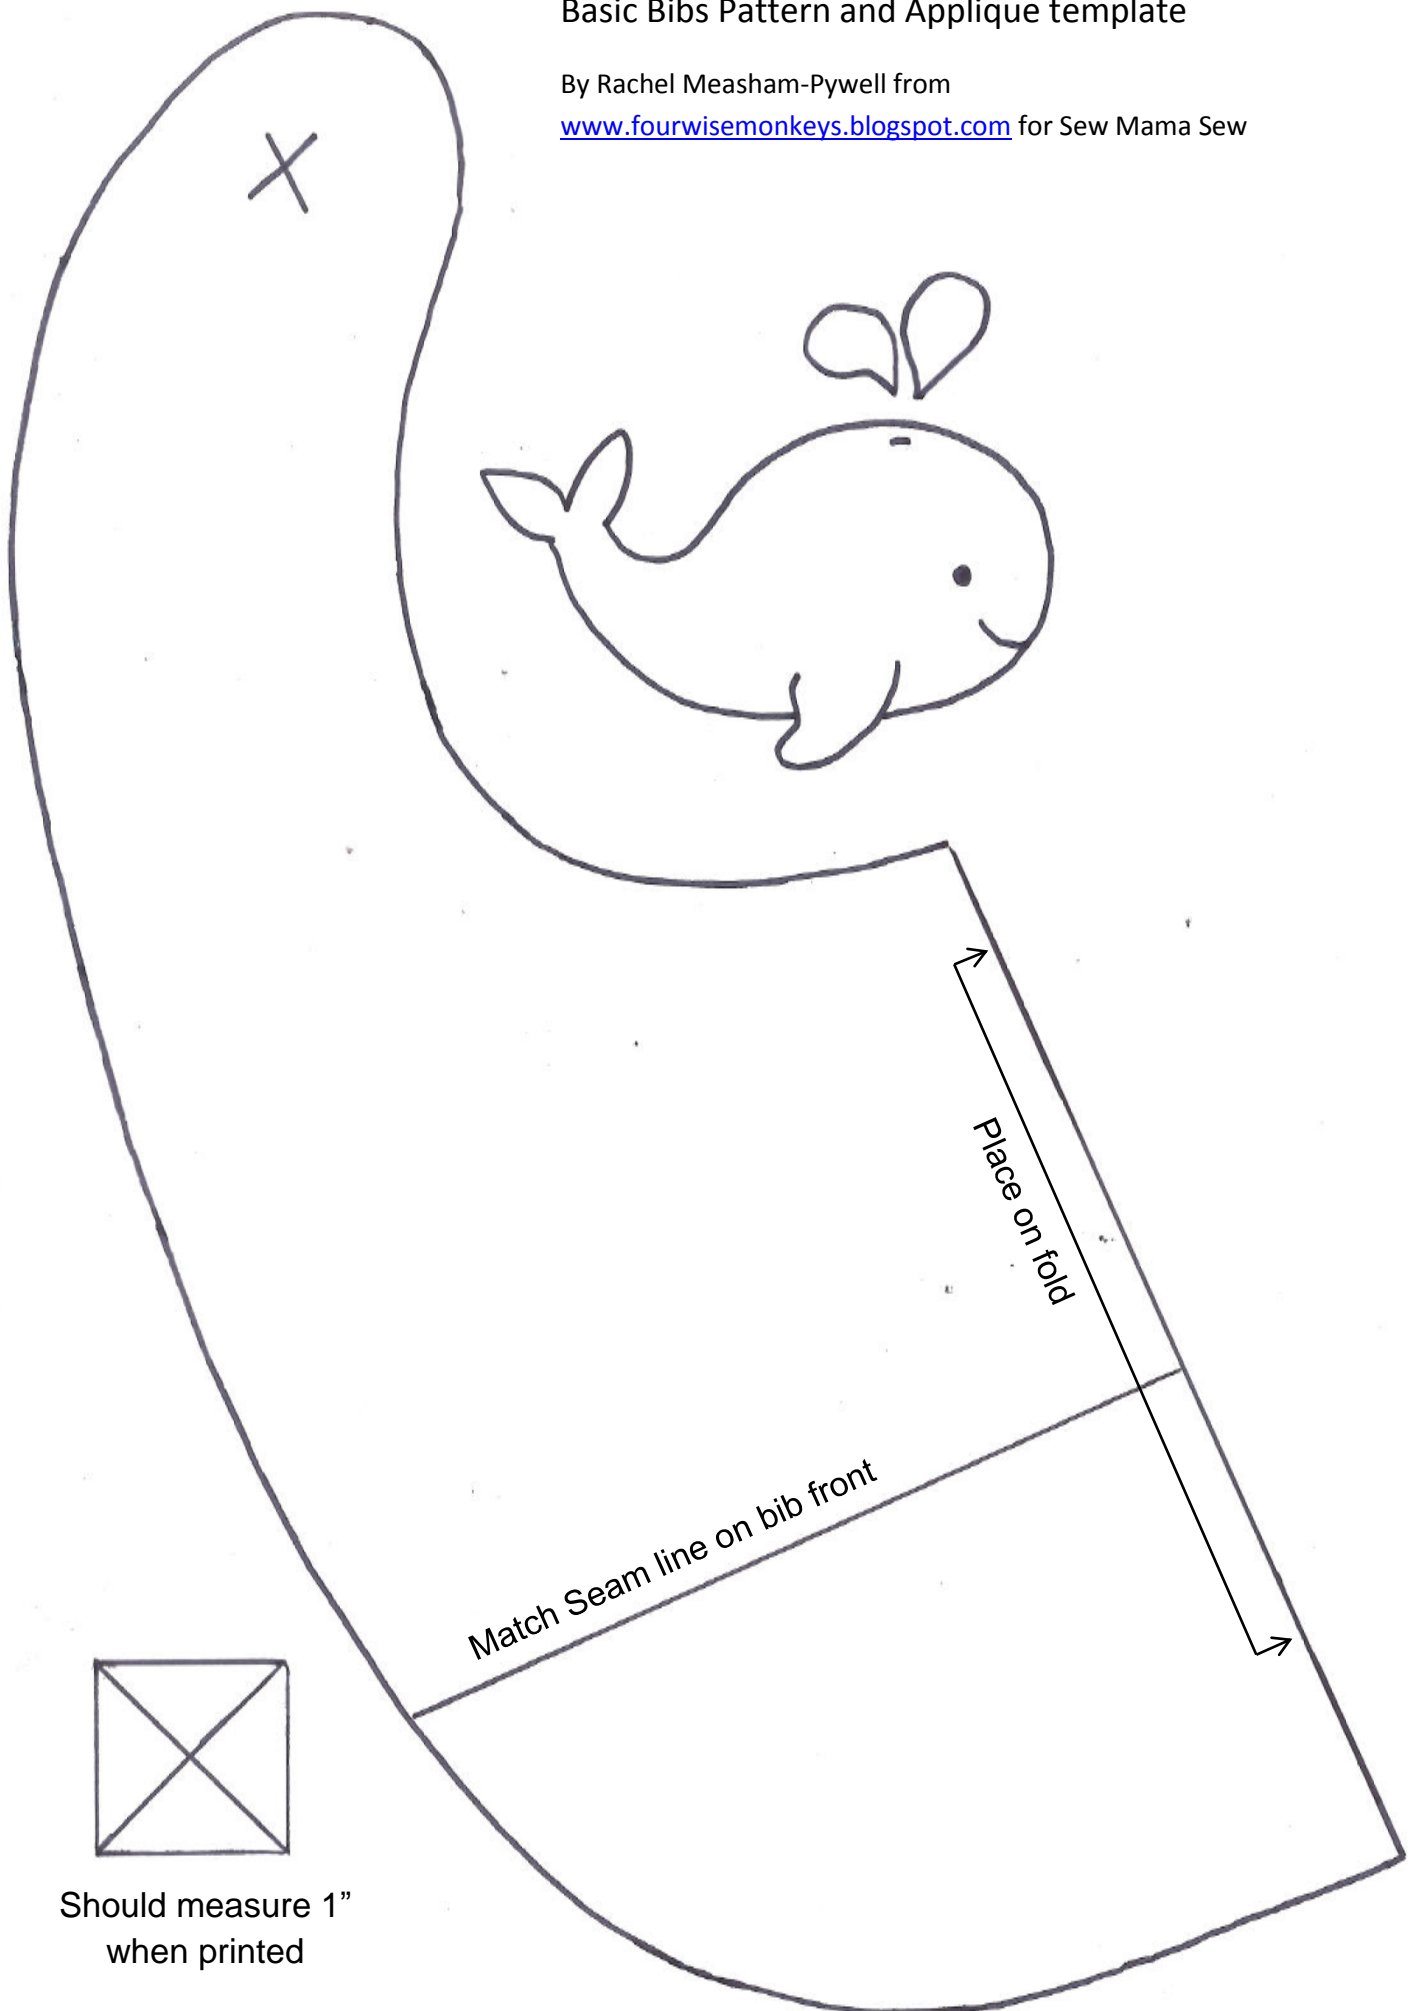 Basic Bibs Pattern and Applique template
By Rachel Measham-Pywell from
www.fourwisemonkeys.blogspot.com for Sew Mama Sew
Place on fold
Match Seam line on bib front
Should measure 1”
when printed